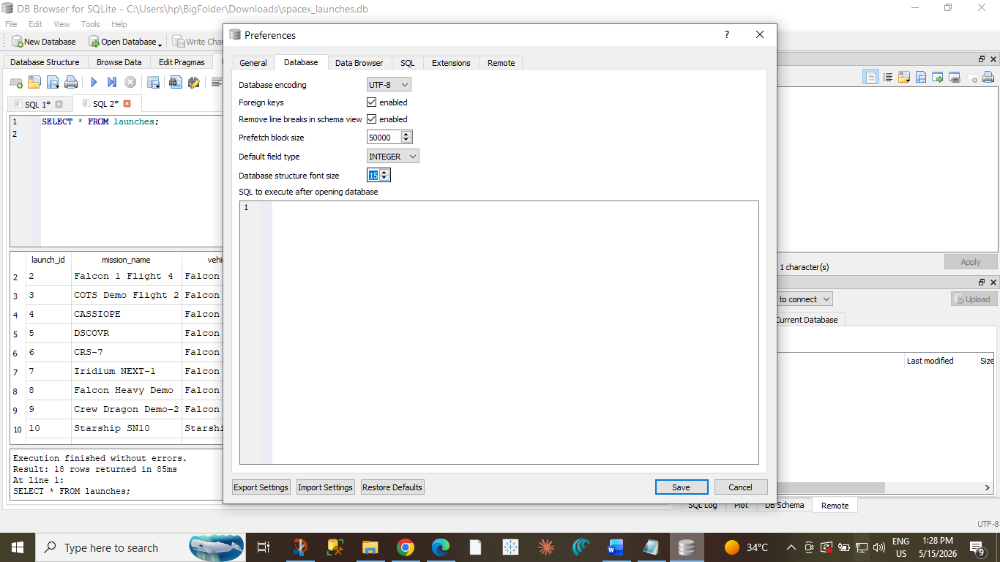 DB Browser for SQLite - C:\Users\hp\BigFolder\Downloads\spacex_launches.db
File Edit View Tools Help
New Database Open Database Write
Database Structure Browse Data Edit Pragmas
SQL 1* SQL 2*
1 SELECT * FROM launches;
2
launch_id mission_name
2 2 Falcon 1 Flight 4 Falcon
3 3 COTS Demo Flight 2 Falcon
4 4 CASSIOPE Falcon
5 5 DSCOVR Falcon
6 6 CRS-7 Falcon
7 7 Iridium NEXT-1 Falcon
8 8 Falcon Heavy Demo Falcon
9 9 Crew Dragon Demo-2 Falcon
10 10 Starship SN10
Execution finished without errors.
Result: 18 rows returned in 85ms
At line 1:
SELECT * FROM launches;
Preferences ?
General Database Data Browser SQL Extensions Remote
Database encoding UTF-8
Foreign keys enabled
Remove line breaks in schema view enabled
Prefetch block size 50000
Default field type INTEGER
Database structure font size 15
SQL to execute after opening database
1
Export Settings Import Settings Restore Defaults Save Cancel
1 character(s) Apply
to connect Upload
Current Database
Last modified Size
SQL Log Plot DB Schema Remote
UTF-8
Type here to search 34°C ENG 1:28 PM
US 5/15/2026 9